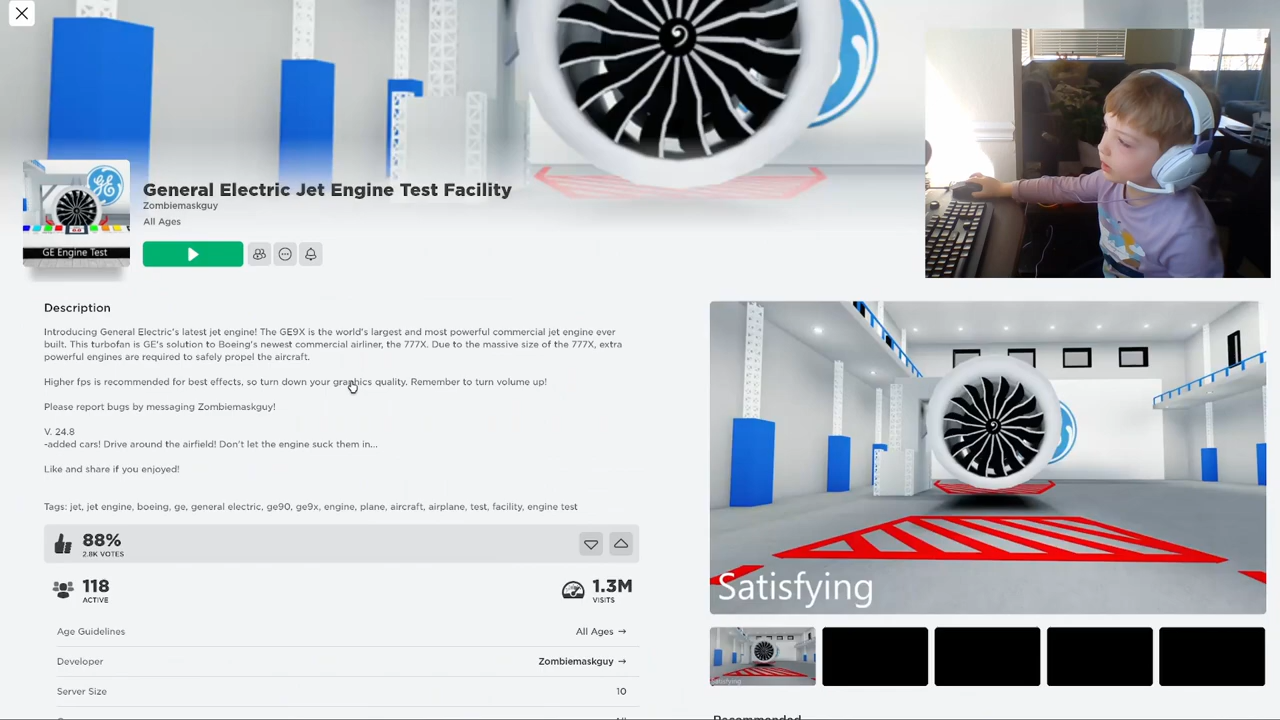 General Electric Jet Engine Test Facility
Zombiemaskguy
All Ages
GE Engine Test
Description
Introducing General Electric's latest jet engine! The GE9X is the world's largest and most powerful commercial jet engine ever
built. This turbofan is GE's solution to Boeing's newest commercial airliner, the 777X. Due to the massive size of the 777X, extra
powerful engines are required to safely propel the aircraft.
Higher fps is recommended for best effects, so turn down your graphics quality. Remember to turn volume up!
Please report bugs by messaging Zombiemaskguy!
V. 24.8
-added cars! Drive around the airfield! Don't let the engine suck them in...
Like and share if you enjoyed!
Tags: jet, jet engine, boeing, ge, general electric, ge90, ge9x, engine, plane, aircraft, airplane, test, facility, engine test
88%
2.8K VOTES
118
ACTIVE
1.3M
VISITS
Age Guidelines
All Ages →
Developer
Zombiemaskguy →
Server Size
10
Satisfying
Satisfying
Recommended